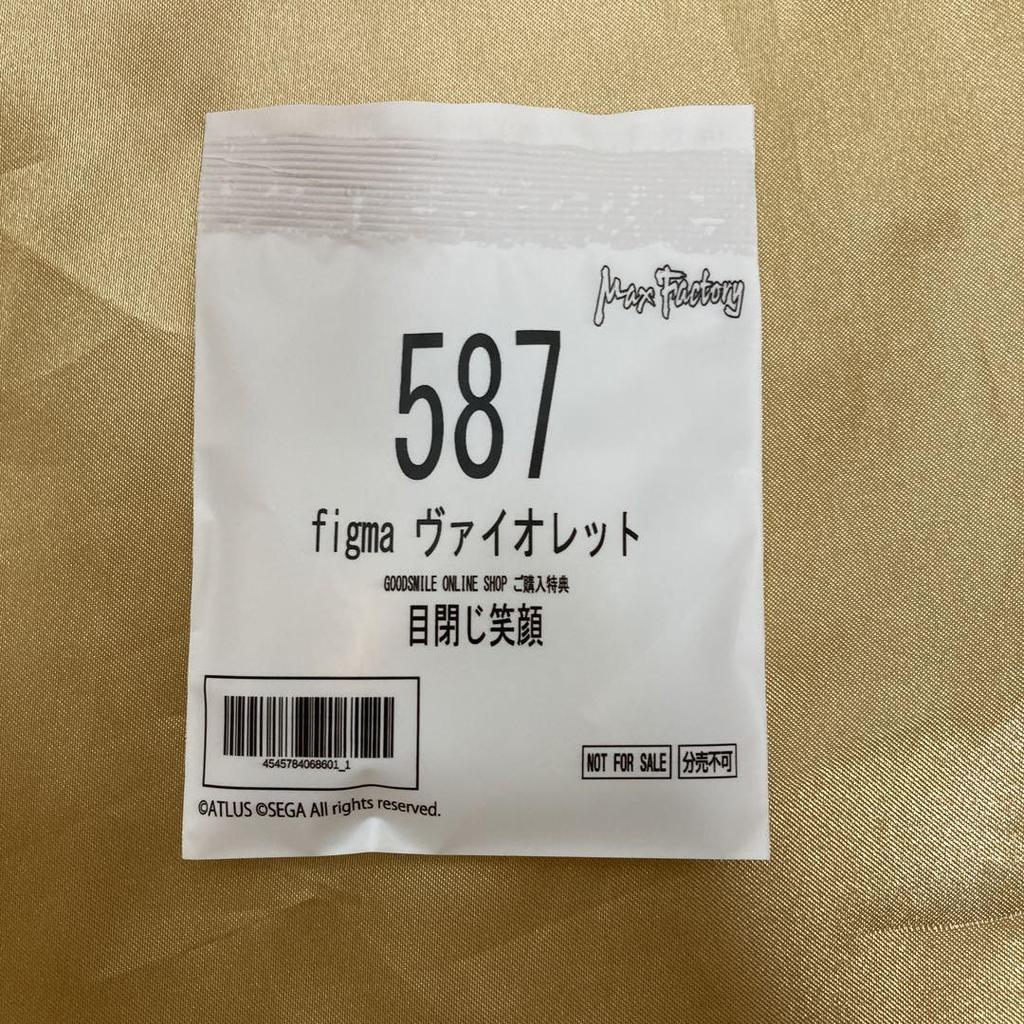 Max Factory
587
figma ヴァイオレット
GOODSMILE ONLINE SHOP ご購入特典
目閉じ笑顔
4545784068601_1
NOT FOR SALE 分売不可
©ATLUS ©SEGA All rights reserved.